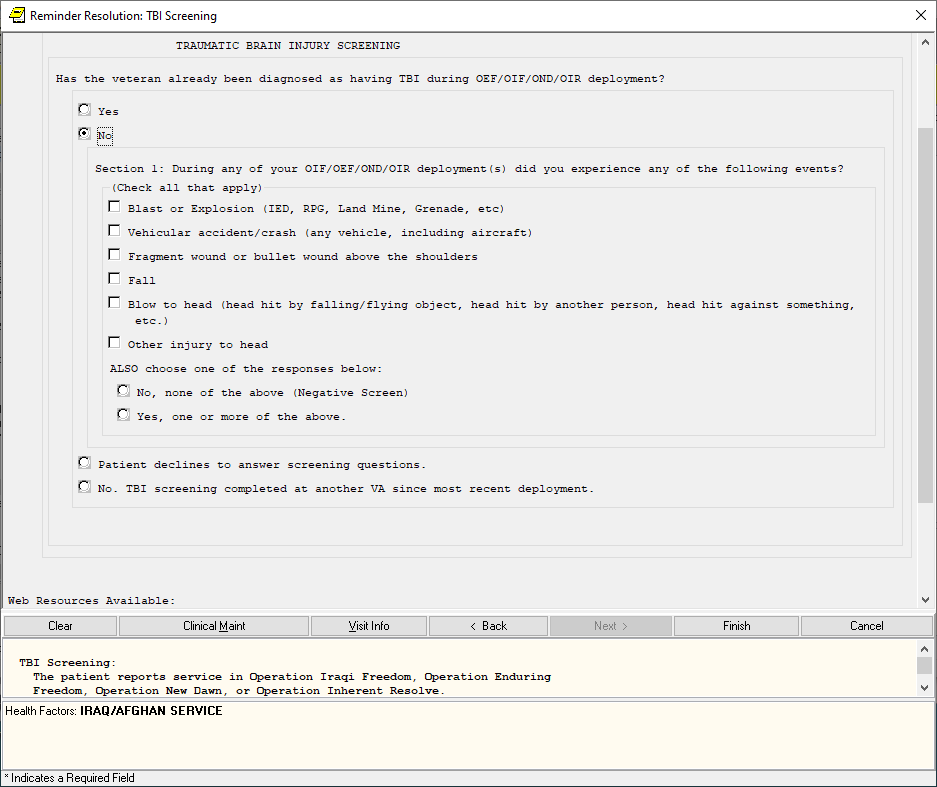 Reminder Resolution: TBI Screening
TRAUMATIC BRAIN INJURY SCREENING
Has the veteran already been diagnosed as having TBI during OEF/OIF/OND/OIR deployment?
Yes
No
Section 1: During any of your OIF/OEF/OND/OIR deployment(s) did you experience any of the following events?
(Check all that apply)
Blast or Explosion (IED, RPG, Land Mine, Grenade, etc)
Vehicular accident/crash (any vehicle, including aircraft)
Fragment wound or bullet wound above the shoulders
Fall
Blow to head (head hit by falling/flying object, head hit by another person, head hit against something,
etc.)
Other injury to head
ALSO choose one of the responses below:
No, none of the above (Negative Screen)
Yes, one or more of the above.
Patient declines to answer screening questions.
No. TBI screening completed at another VA since most recent deployment.
Web Resources Available:
Clear Clinical Maint Visit Info < Back Next > Finish Cancel
TBI Screening:
The patient reports service in Operation Iraqi Freedom, Operation Enduring
Freedom, Operation New Dawn, or Operation Inherent Resolve.
Health Factors: IRAQ/AFGHAN SERVICE
* Indicates a Required Field